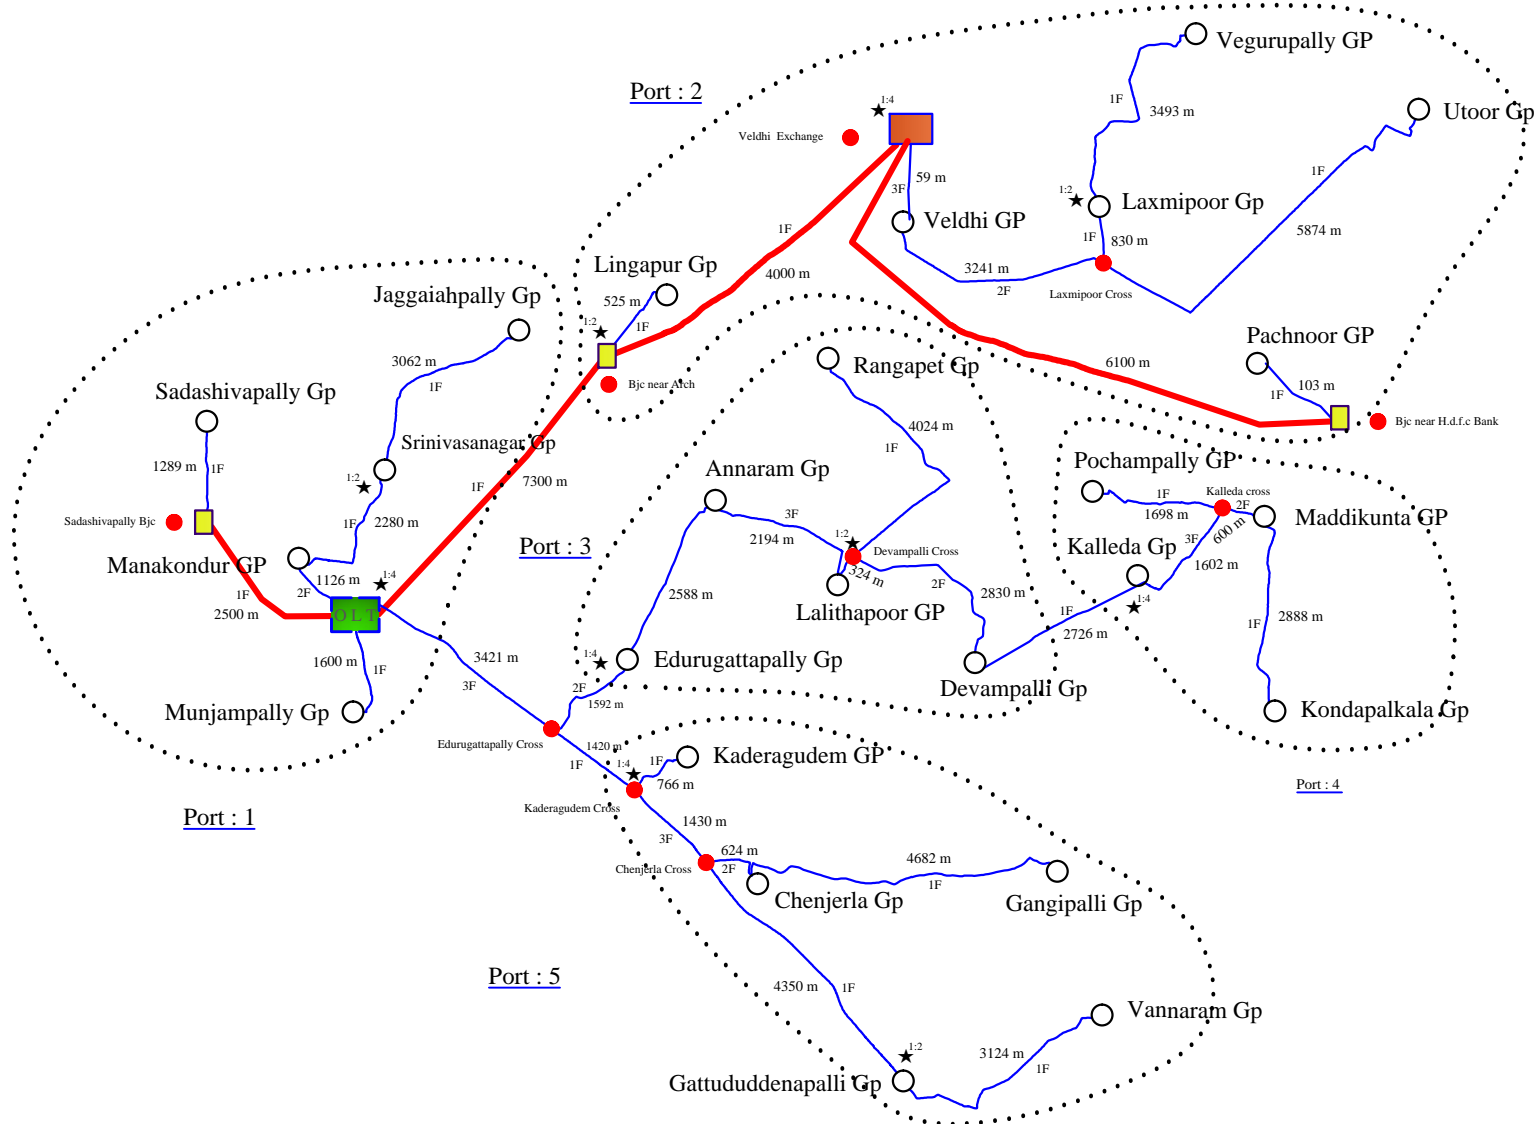 Vegurupally GP
Port : 2
1:4
1F
3493 m
Utoor Gp
Veldhi Exchange
59 m
3F
1F
1:2
Laxmipoor Gp
Veldhi GP
1F
5874 m
1F
830 m
Lingapur Gp
4000 m
3241 m
2F
Laxmipoor Cross
Jaggaiahpally Gp
525 m
1:2
1F
Pachnoor GP
3062 m
1F
Rangapet Gp
6100 m
Bjc near Arch
103 m
1F
Sadashivapally Gp
Bjc near H.d.f.c Bank
4024 m
1F
Srinivasanagar Gp
1289 m
1F
1:2
1F
7300 m
Annaram Gp
Pochampally GP
1F
1698 m
Kalleda cross
2F
600 m
Sadashivapally Bjc
1F
2280 m
3F
2194 m
1:2
Devampalli Cross
Maddikunta GP
Port : 3
Kalleda Gp
3F
1602 m
Manakondur GP
1126 m
2F
1:4
324 m
2F
2830 m
2588 m
Lalithapoor GP
1F
2500 m
O L T
1F
2726 m
1:4
2888 m
1F
3421 m
3F
1600 m
1F
1:4
Edurugattapally Gp
2F
1592 m
Devampalli Gp
Munjampally Gp
Kondapalkala Gp
Edurugattapally Cross
1420 m
1F
1:4
1F
766 m
Kaderagudem GP
Port : 4
Kaderagudem Cross
Port : 1
1430 m
3F
624 m
2F
Chenjerla Cross
4682 m
1F
Chenjerla Gp
Gangipalli Gp
Port : 5
4350 m
1F
Vannaram Gp
1:2
3124 m
1F
Gattududdenapalli Gp